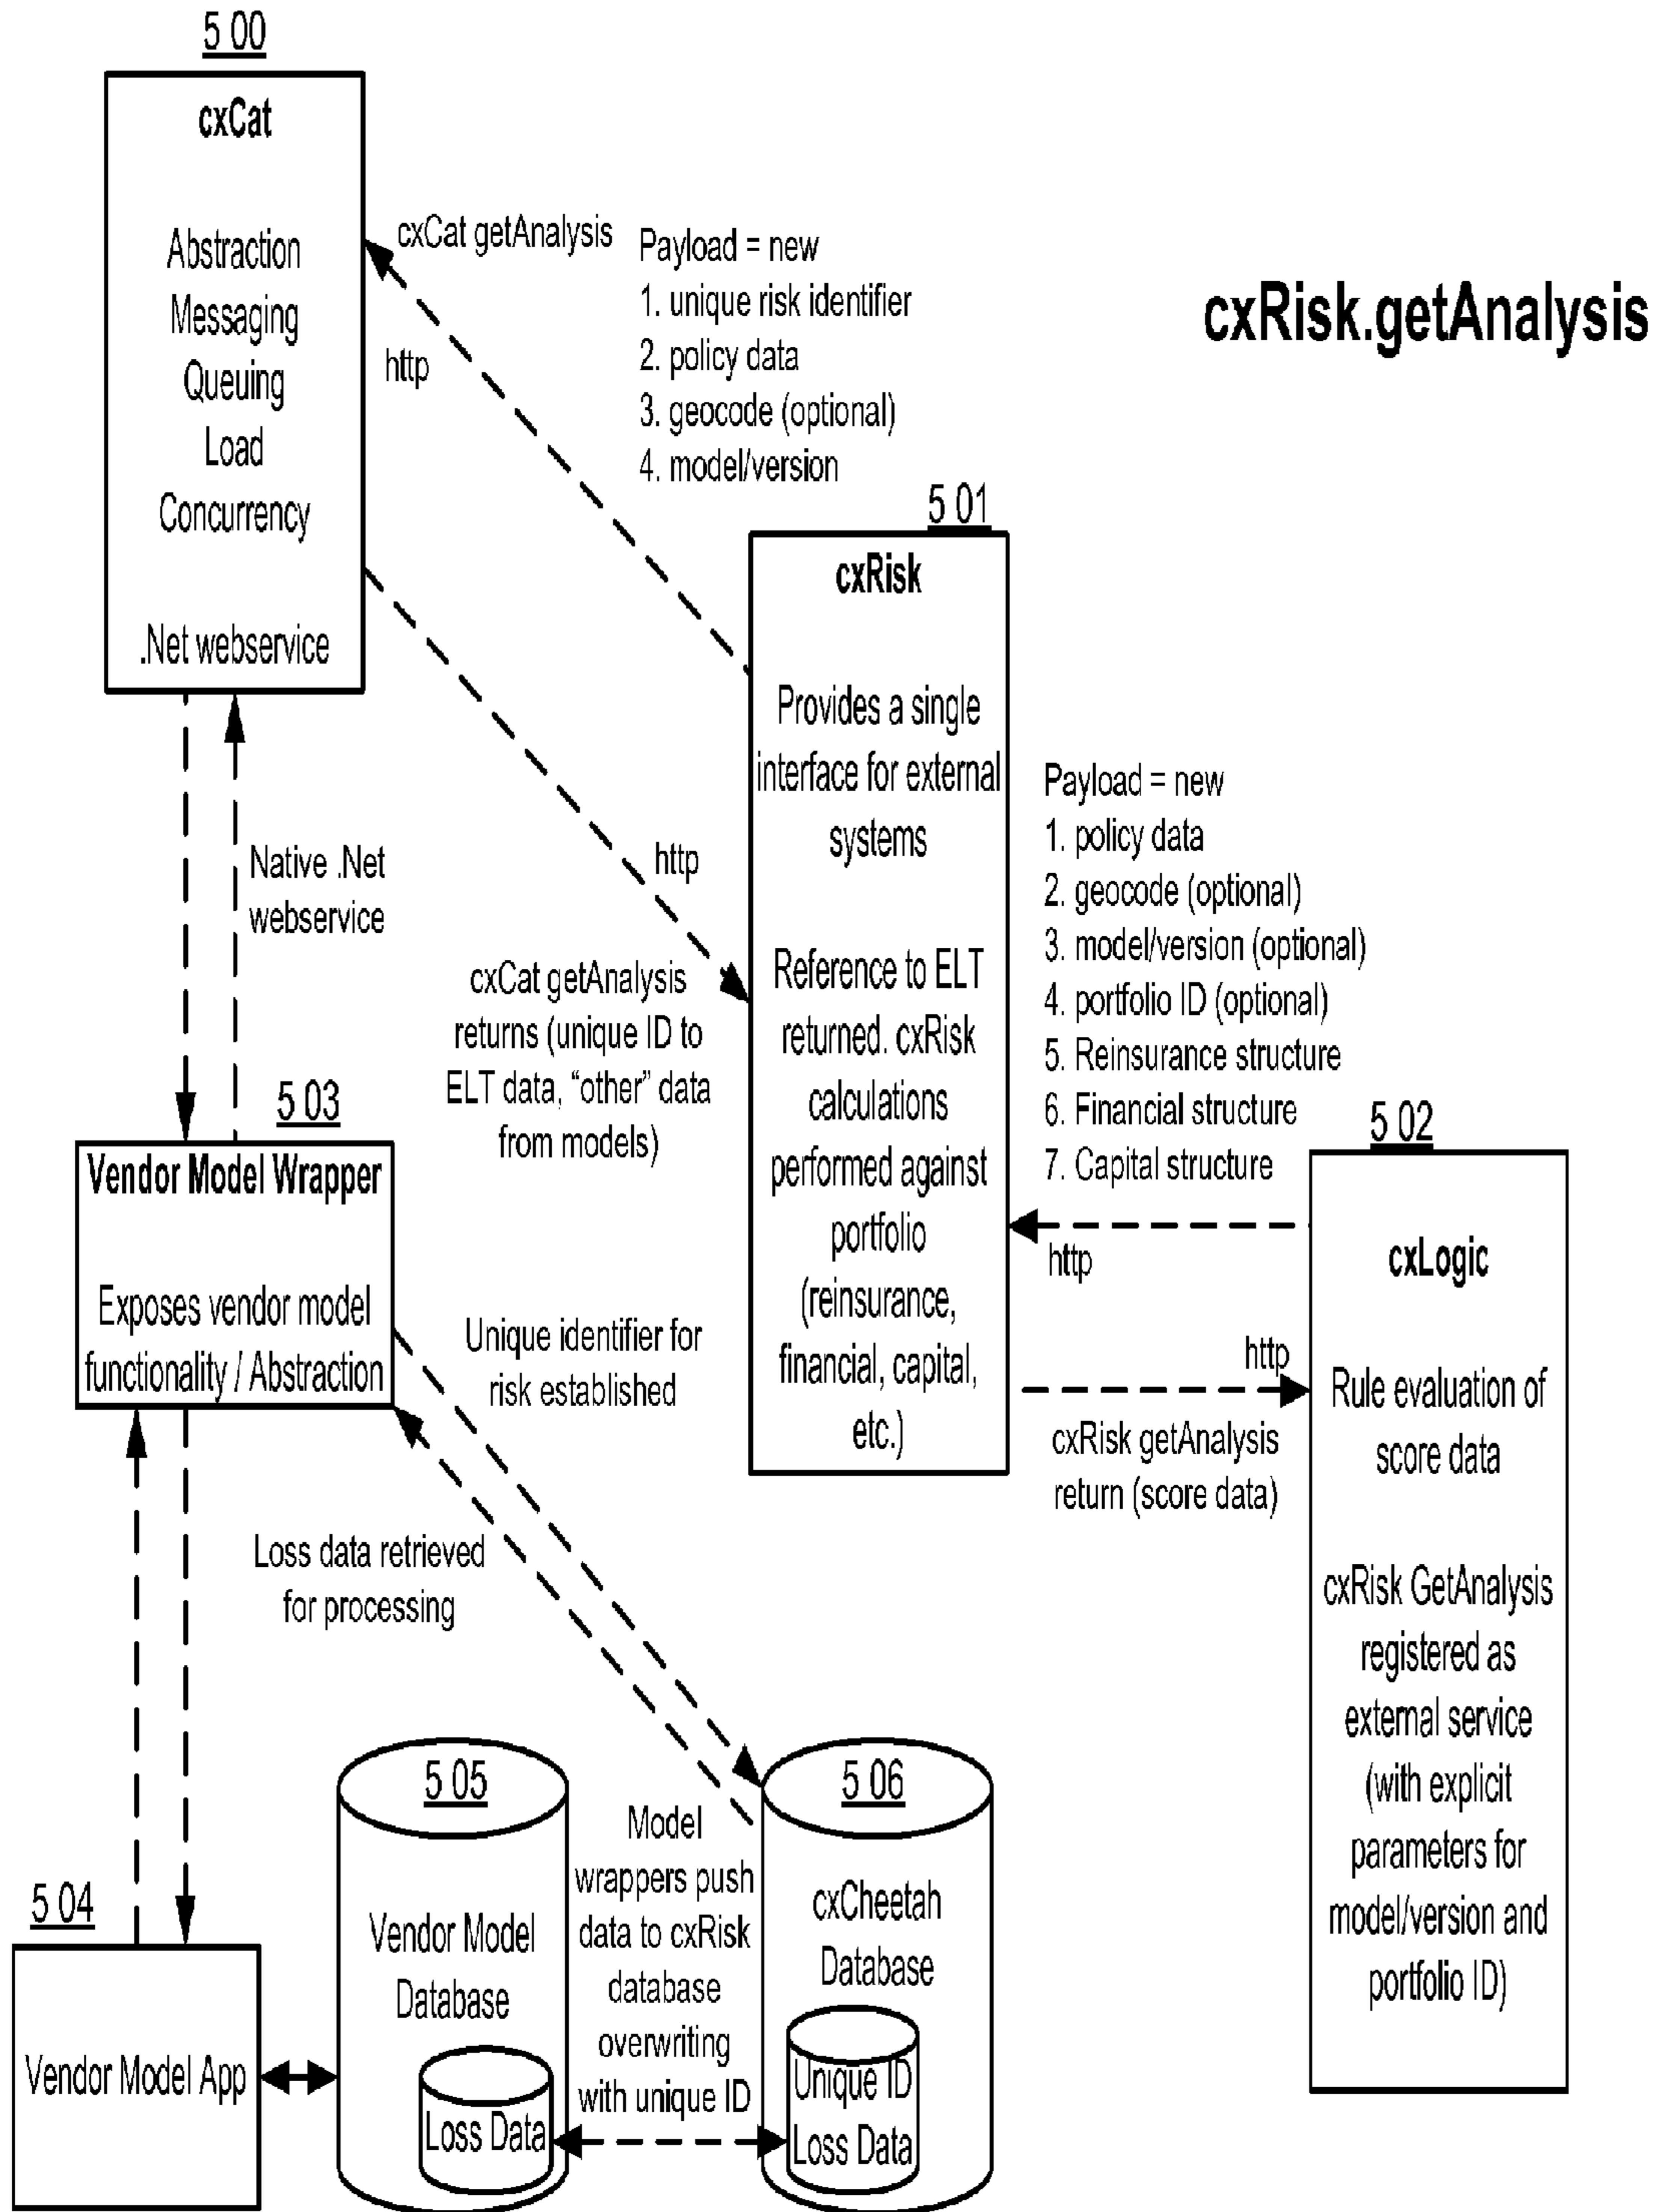 5 00
cxCat
Abstraction
Messaging
Queuing
Load
Concurrency
.Net webservice
cxCat getAnalysis
http
Payload = new
1. unique risk identifier
2. policy data
3. geocode (optional)
4. model/version
cxRisk.getAnalysis
5 01
cxRisk
Provides a single
interface for external
systems
Reference to ELT
returned. cxRisk
calculations
performed against
portfolio
(reinsurance,
financial, capital,
etc.)
http
Native .Net
webservice
cxCat getAnalysis
returns (unique ID to
ELT data, “other” data
from models)
Payload = new
1. policy data
2. geocode (optional)
3. model/version (optional)
4. portfolio ID (optional)
5. Reinsurance structure
6. Financial structure
7. Capital structure
http
http
cxRisk getAnalysis
return (score data)
5 02
cxLogic
Rule evaluation of
score data
cxRisk GetAnalysis
registered as
external service
(with explicit
parameters for
model/version and
portfolio ID)
5 03
Vendor Model Wrapper
Exposes vendor model
functionality / Abstraction
Unique identifier for
risk established
Loss data retrieved
for processing
5 04
Vendor Model App
5 05
Vendor Model
Database
Loss Data
Model
wrappers push
data to cxRisk
database
overwriting
with unique ID
5 06
cxCheetah
Database
Unique ID
Loss Data